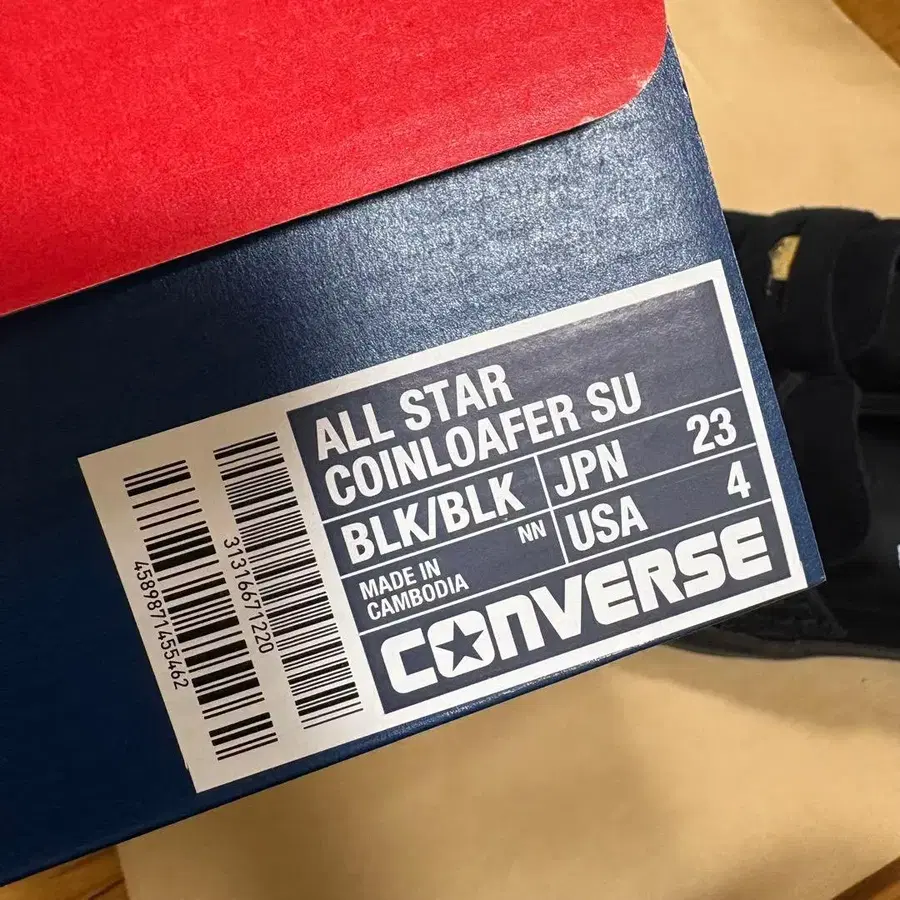 ALL STAR
COINLOAFER SU
BLK/BLK
JPN 23
NN
USA 4
MADE IN
CAMBODIA
CONVERSE
31316671220
4589871455462